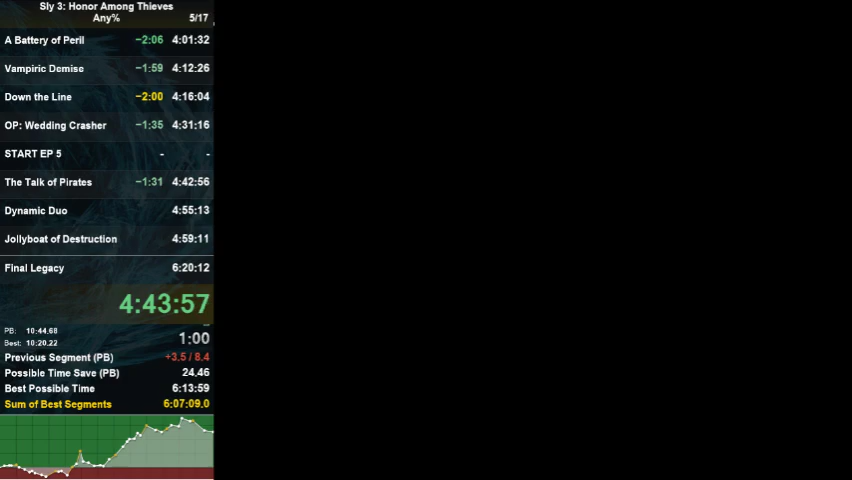 Sly 3: Honor Among Thieves
Any% 5/17
A Battery of Peril −2:06 4:01:32
Vampiric Demise −1:59 4:12:26
Down the Line −2:00 4:16:04
OP: Wedding Crasher −1:35 4:31:16
START EP 5 - -
The Talk of Pirates −1:31 4:42:56
Dynamic Duo 4:55:13
Jollyboat of Destruction 4:59:11
Final Legacy 6:20:12
4:43:57
PB: 10:44.68
Best: 10:20.22
1:00
Previous Segment (PB) +3.5 / 8.4
Possible Time Save (PB) 24.46
Best Possible Time 6:13:59
Sum of Best Segments 6:07:09.0